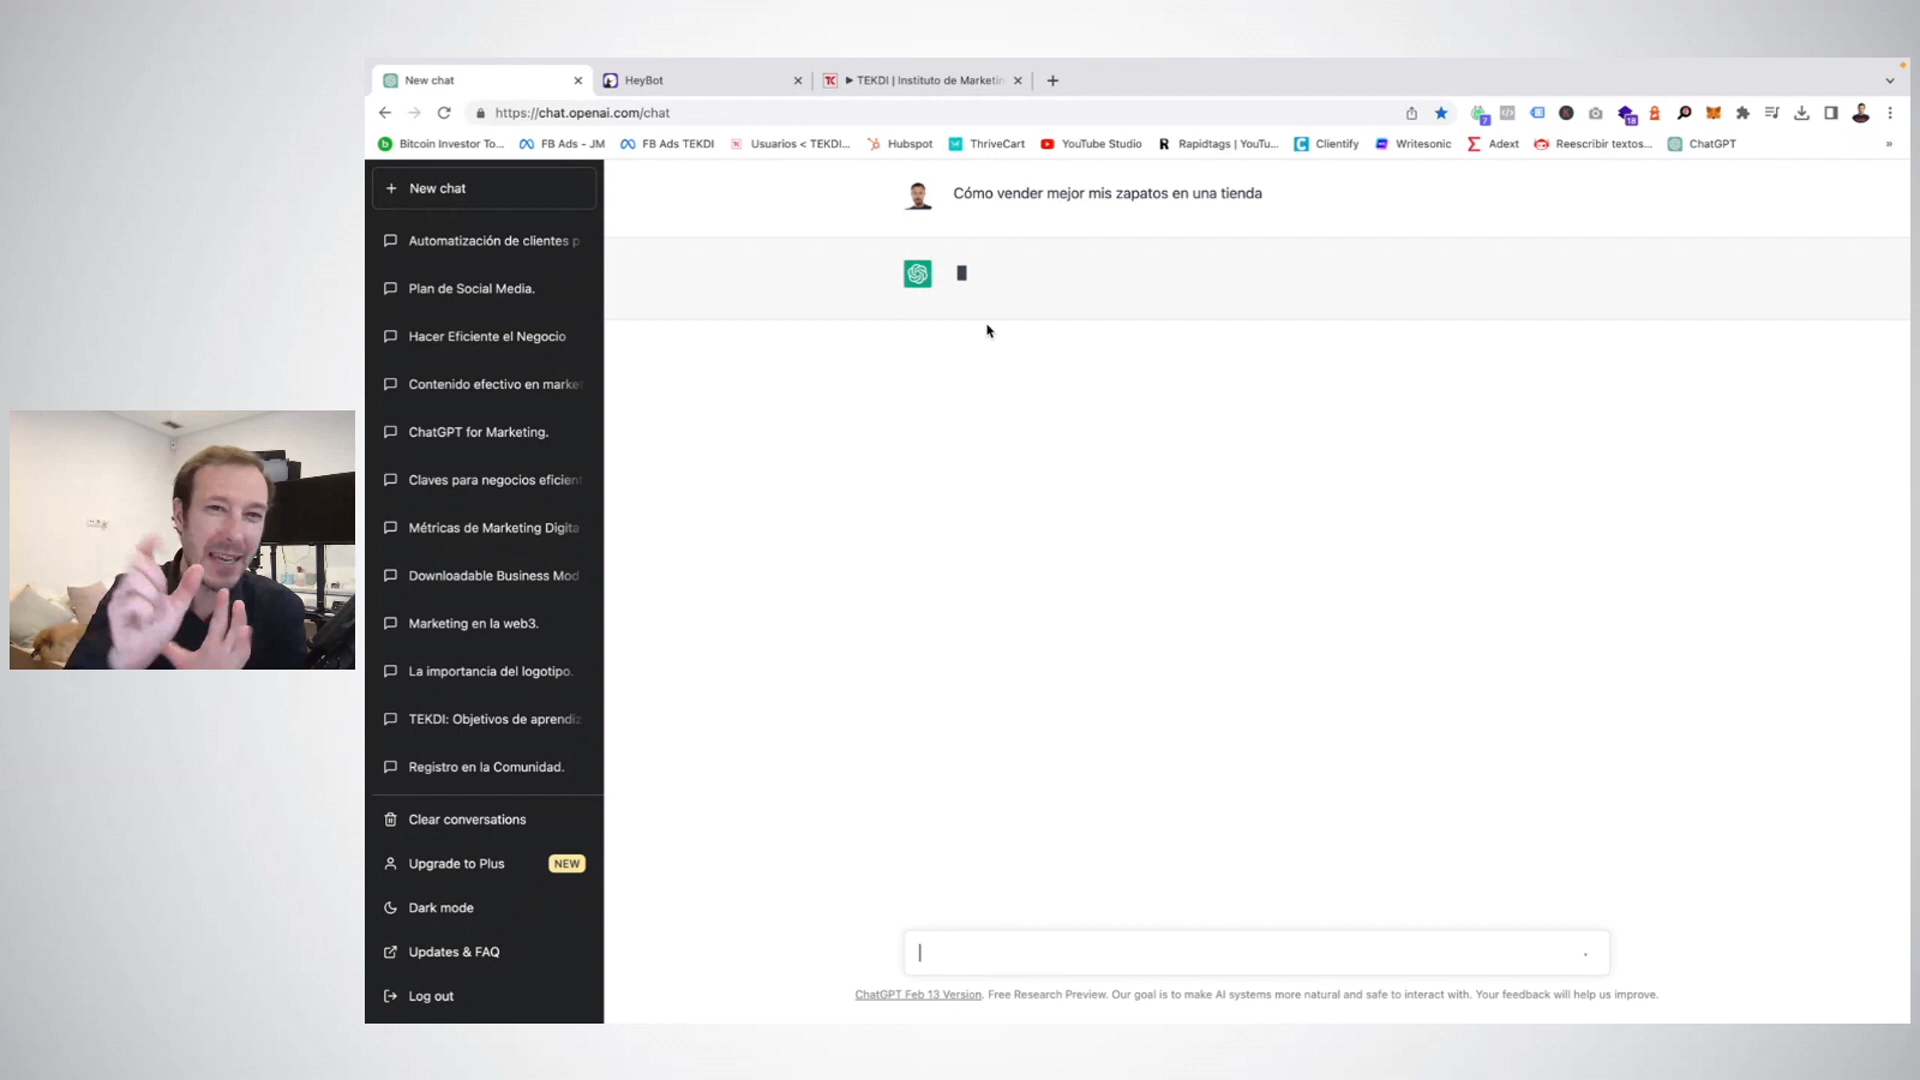 New chat
HeyBot
TEKDI | Instituto de Marketin
https://chat.openai.com/chat
7
18
Bitcoin Investor To...
FB Ads - JM
FB Ads TEKDI
Usuarios < TEKDI...
Hubspot
ThriveCart
YouTube Studio
Rapidtags | YouTu...
Clientify
Writesonic
Adext
Reescribir textos...
ChatGPT
»
+ New chat
Automatización de clientes p
Plan de Social Media.
Hacer Eficiente el Negocio
Contenido efectivo en marke
ChatGPT for Marketing.
Claves para negocios eficien
Métricas de Marketing Digita
Downloadable Business Mod
Marketing en la web3.
La importancia del logotipo.
TEKDI: Objetivos de aprendiz
Registro en la Comunidad.
Clear conversations
Upgrade to Plus NEW
Dark mode
Updates & FAQ
Log out
Cómo vender mejor mis zapatos en una tienda
ChatGPT Feb 13 Version. Free Research Preview. Our goal is to make AI systems more natural and safe to interact with. Your feedback will help us improve.